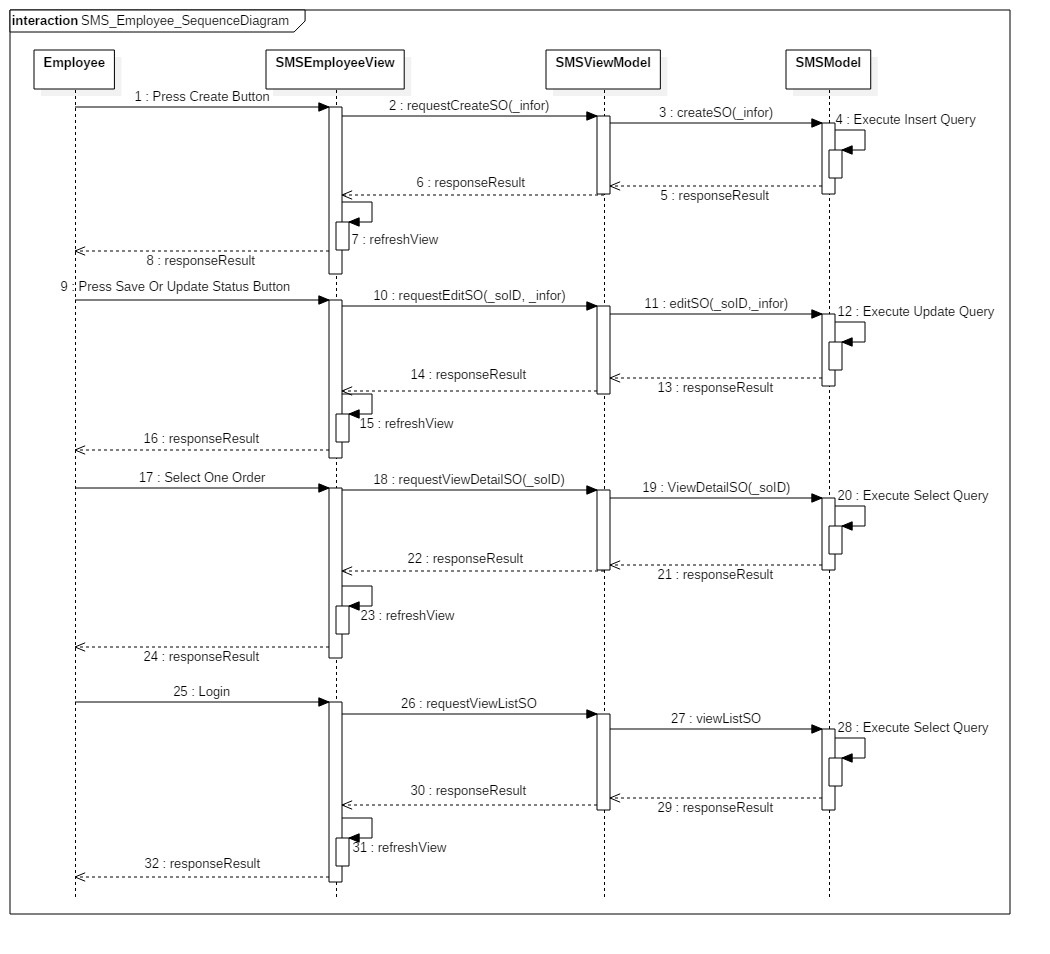 interaction SMS_Employee_SequenceDiagram
Employee
SMSEmployeeView
SMSViewModel
SMSModel
1 : Press Create Button
2 : requestCreateSO(_infor)
3 : createSO(_infor)
4 : Execute Insert Query
5 : responseResult
6 : responseResult
7 : refreshView
8 : responseResult
9 : Press Save Or Update Status Button
10 : requestEditSO(_soID, _infor)
11 : editSO(_soID,_infor)
12 : Execute Update Query
13 : responseResult
14 : responseResult
15 : refreshView
16 : responseResult
17 : Select One Order
18 : requestViewDetailSO(_soID)
19 : ViewDetailSO(_soID)
20 : Execute Select Query
21 : responseResult
22 : responseResult
23 : refreshView
24 : responseResult
25 : Login
26 : requestViewListSO
27 : viewListSO
28 : Execute Select Query
29 : responseResult
30 : responseResult
31 : refreshView
32 : responseResult